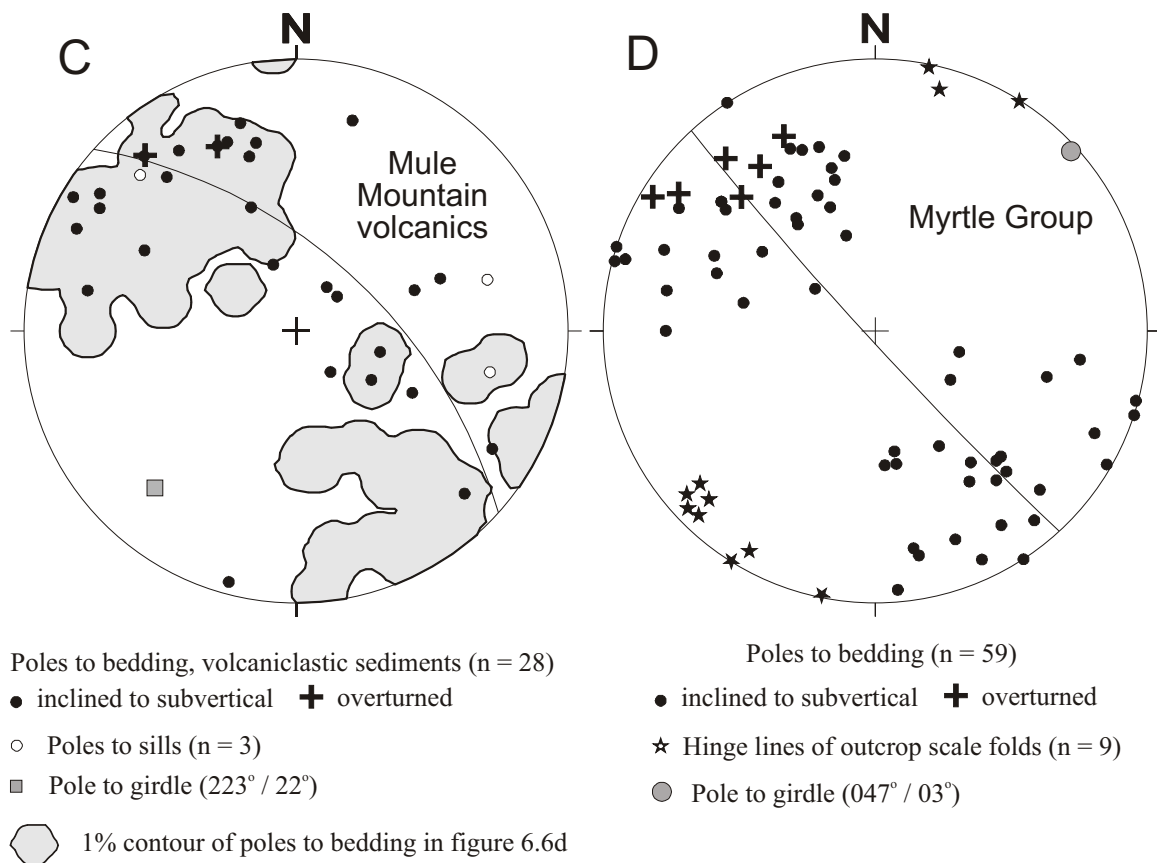 C
N
Mule
Mountain
volcanics
Poles to bedding, volcaniclastic sediments (n = 28)
inclined to subvertical overturned
Poles to sills (n = 3)
Pole to girdle (223° / 22°)
1% contour of poles to bedding in figure 6.6d
D
N
Myrtle Group
Poles to bedding (n = 59)
inclined to subvertical overturned
Hinge lines of outcrop scale folds (n = 9)
Pole to girdle (047° / 03°)